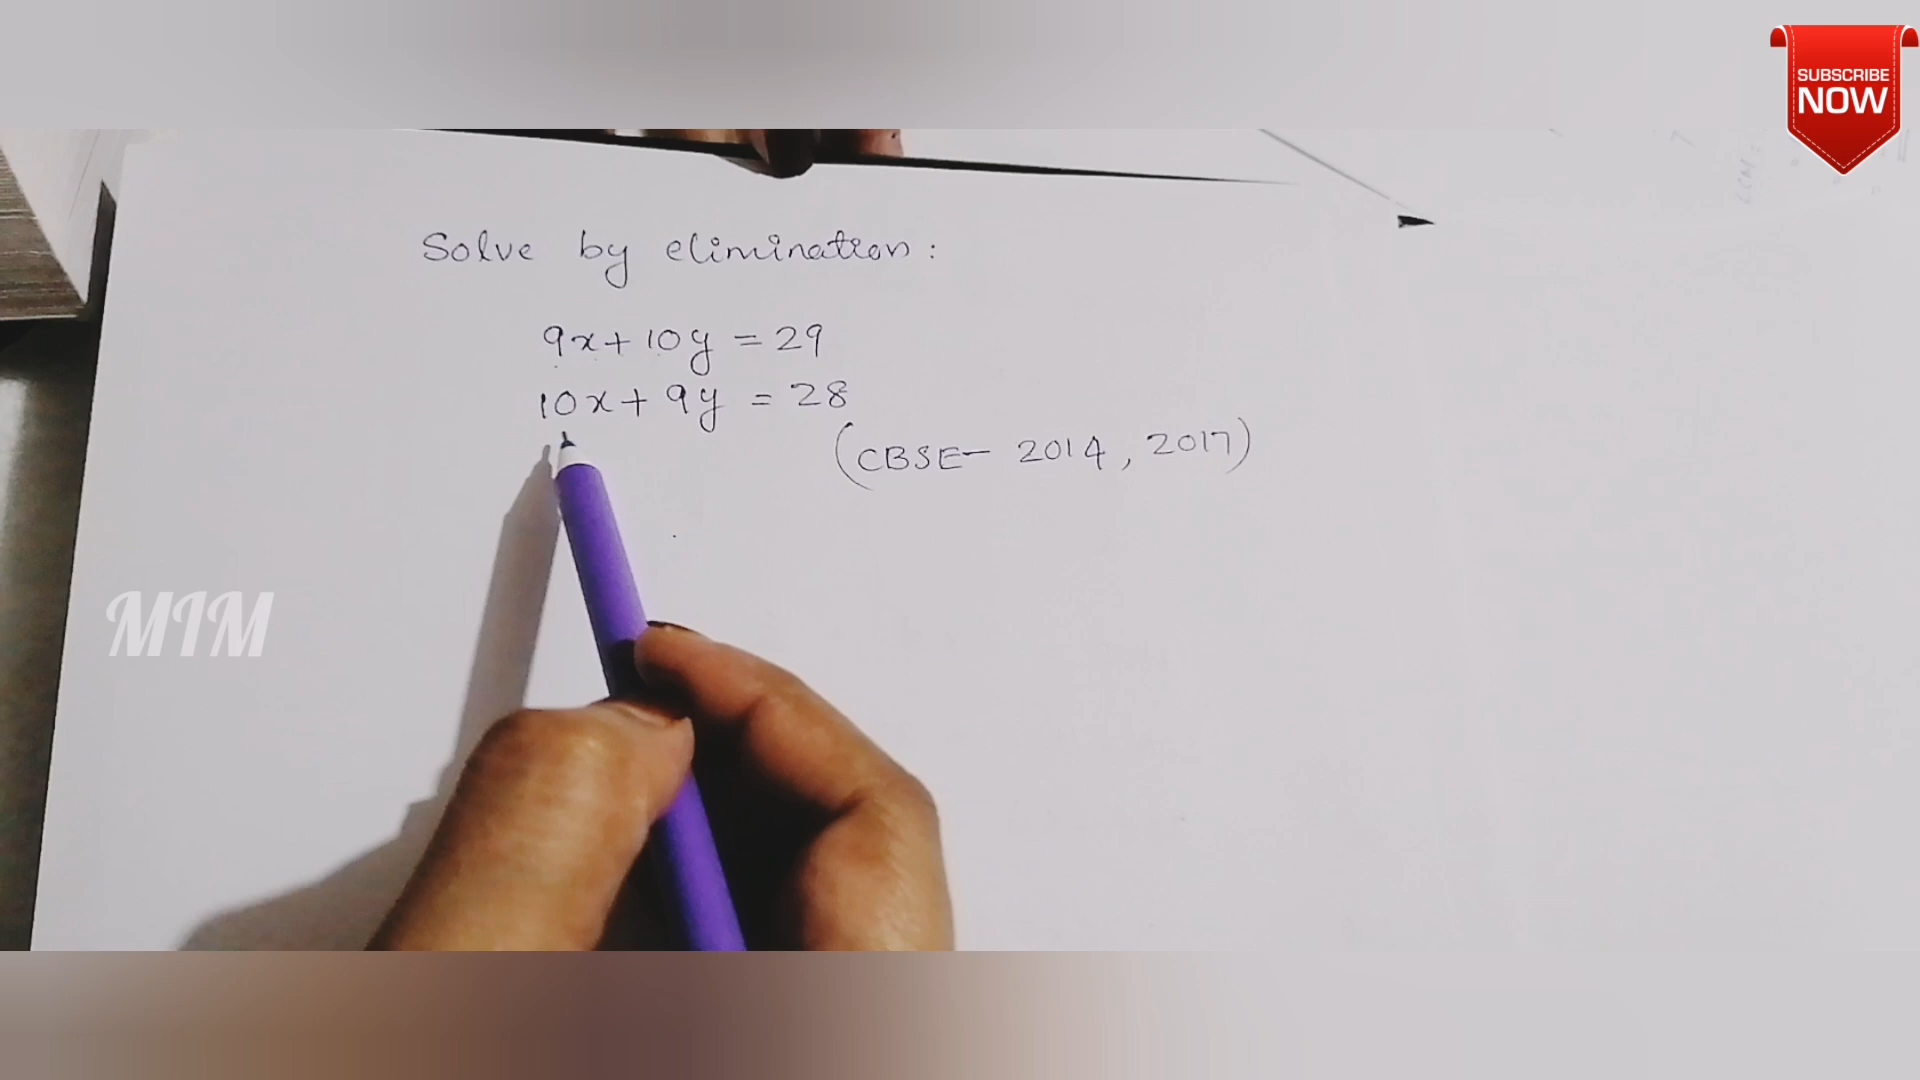 SUBSCRIBE
NOW
Solve by elimination:
9x+10y = 29
10x+9y = 28
(CBSE- 2014, 2017)
MIM